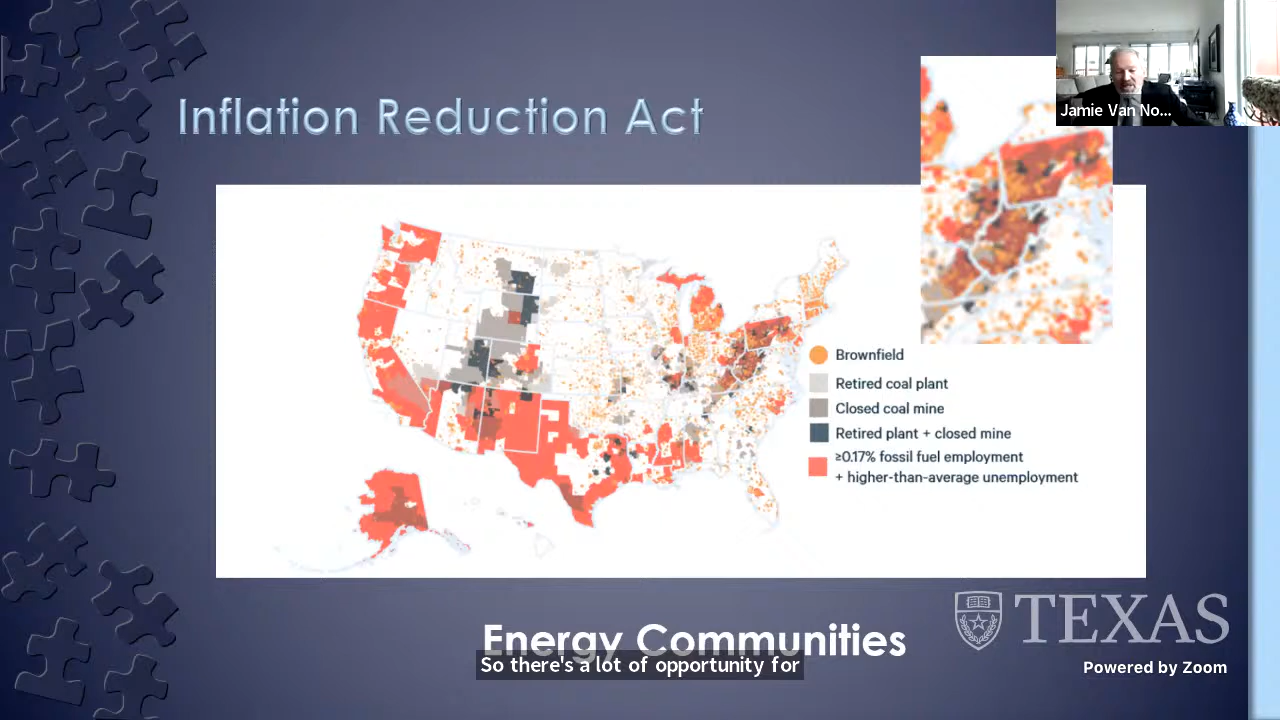 Jamie Van No...
Inflation Reduction Act
Brownfield
Retired coal plant
Closed coal mine
Retired plant + closed mine
≥0.17% fossil fuel employment
+ higher-than-average unemployment
TEXAS
Energy Communities
So there's a lot of opportunity for
Powered by Zoom